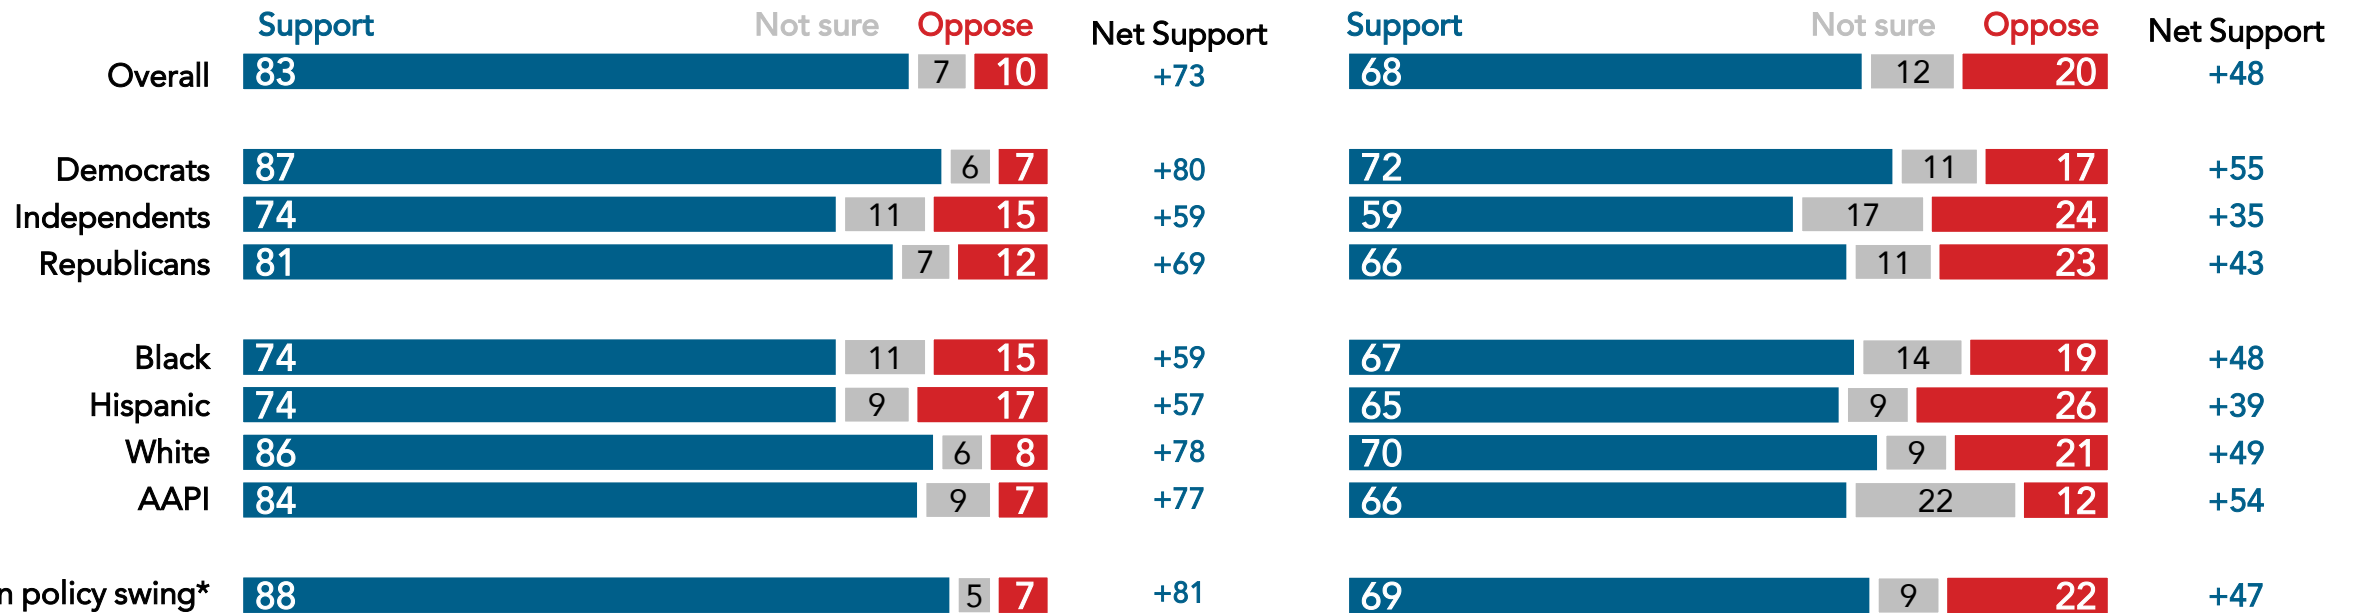 Support Not sure Oppose Net Support Support Not sure Oppose Net Support
Overall 83 7 10 +73 68 12 20 +48
Democrats 87 6 7 +80 72 11 17 +55
Independents 74 11 15 +59 59 17 24 +35
Republicans 81 7 12 +69 66 11 23 +43
Black 74 11 15 +59 67 14 19 +48
Hispanic 74 9 17 +57 65 9 26 +39
White 86 6 8 +78 70 9 21 +49
AAPI 84 9 7 +77 66 22 12 +54
n policy swing* 88 5 7 +81 69 9 22 +47